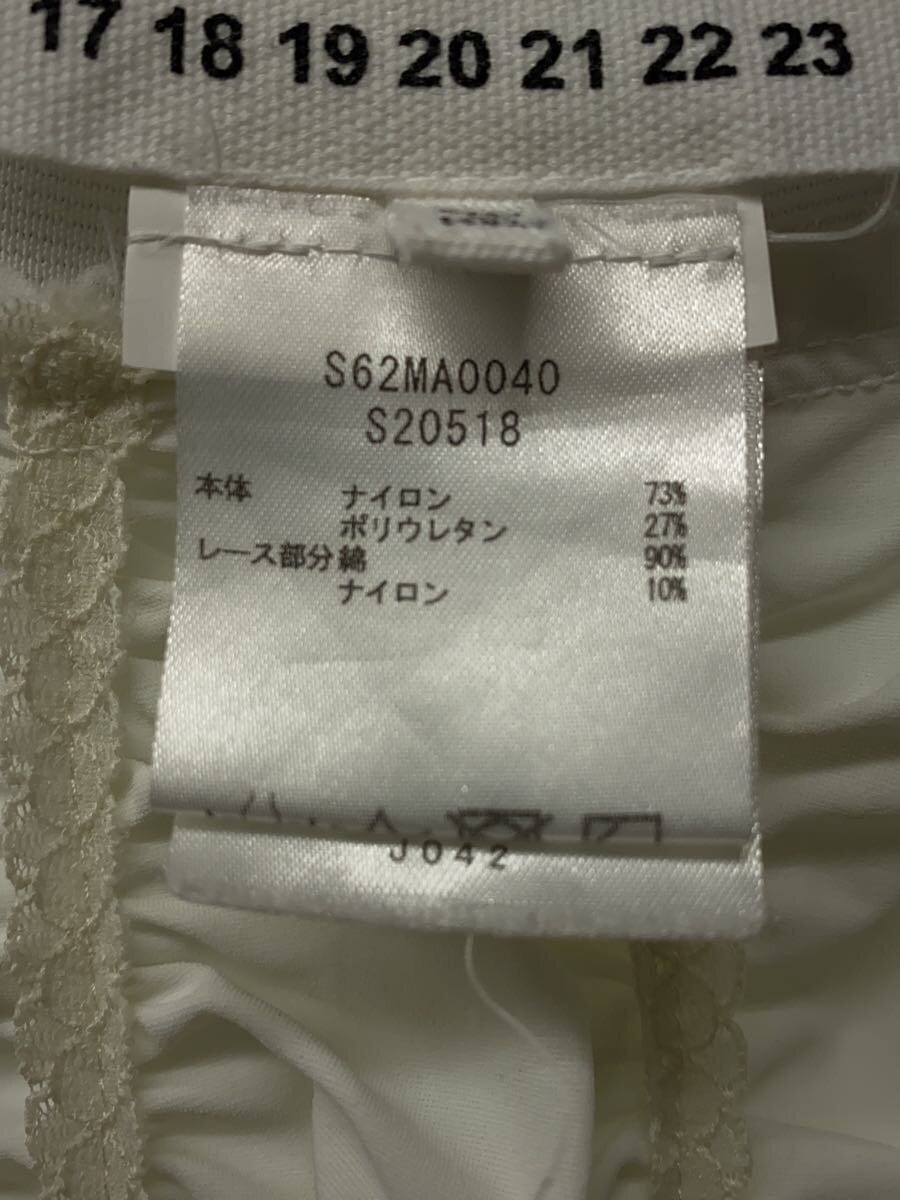 17 18 19 20 21 22 23
S62MA0040
S20518
本体 ナイロン 73%
ポリウレタン 27%
レース部分 綿 90%
ナイロン 10%
J042